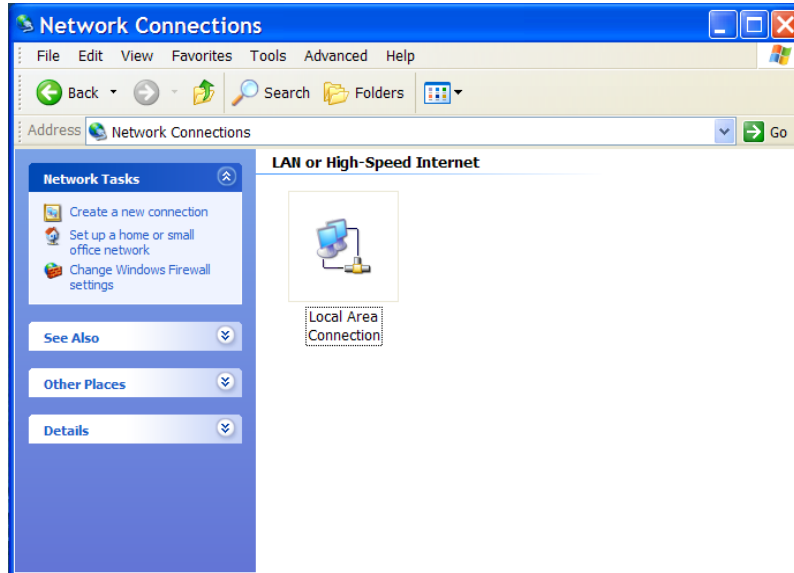 Network Connections
File Edit View Favorites Tools Advanced Help
Back Search Folders
Address Network Connections Go
LAN or High-Speed Internet
Network Tasks
Create a new connection
Set up a home or small
office network
Change Windows Firewall
settings
Local Area
Connection
See Also
Other Places
Details